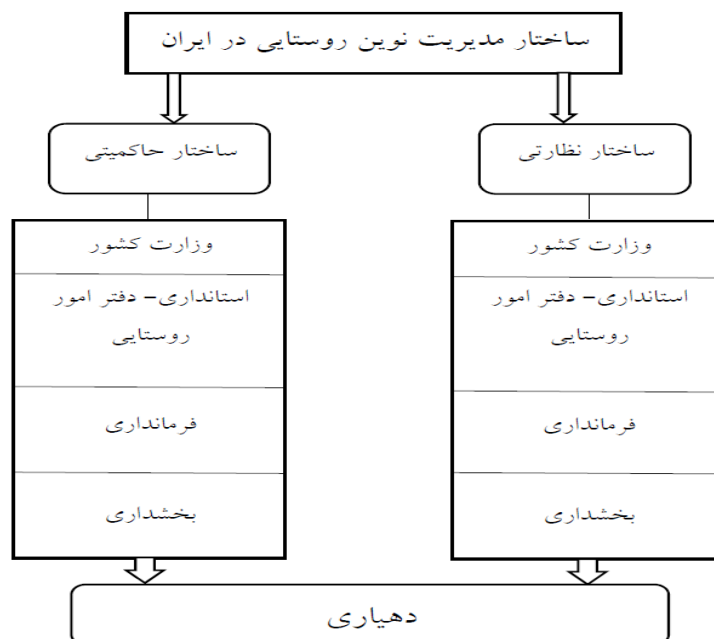 ساختار مدیریت نوین روستایی در ایران
ساختار نظارتی
وزارت کشور
استانداری- دفتر امور
روستایی
فرمانداری
بخشداری
ساختار حاکمیتی
وزارت کشور
استانداری- دفتر امور
روستایی
فرمانداری
بخشداری
دهیاری